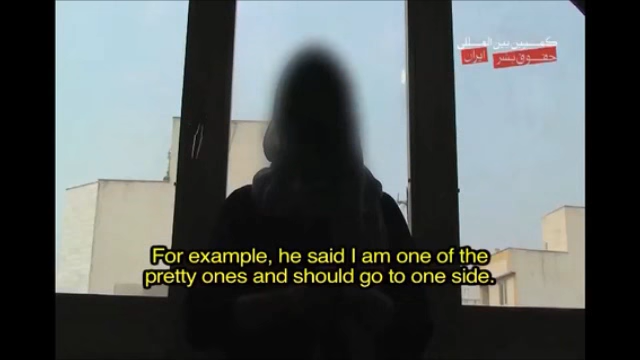 کمپین بین‌المللی
حقوق بشر ایران
For example, he said I am one of the
pretty ones and should go to one side.